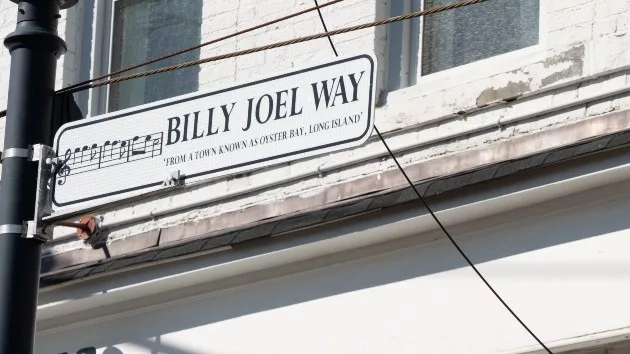 BILLY JOEL WAY
'FROM A TOWN KNOWN AS OYSTER BAY, LONG ISLAND'